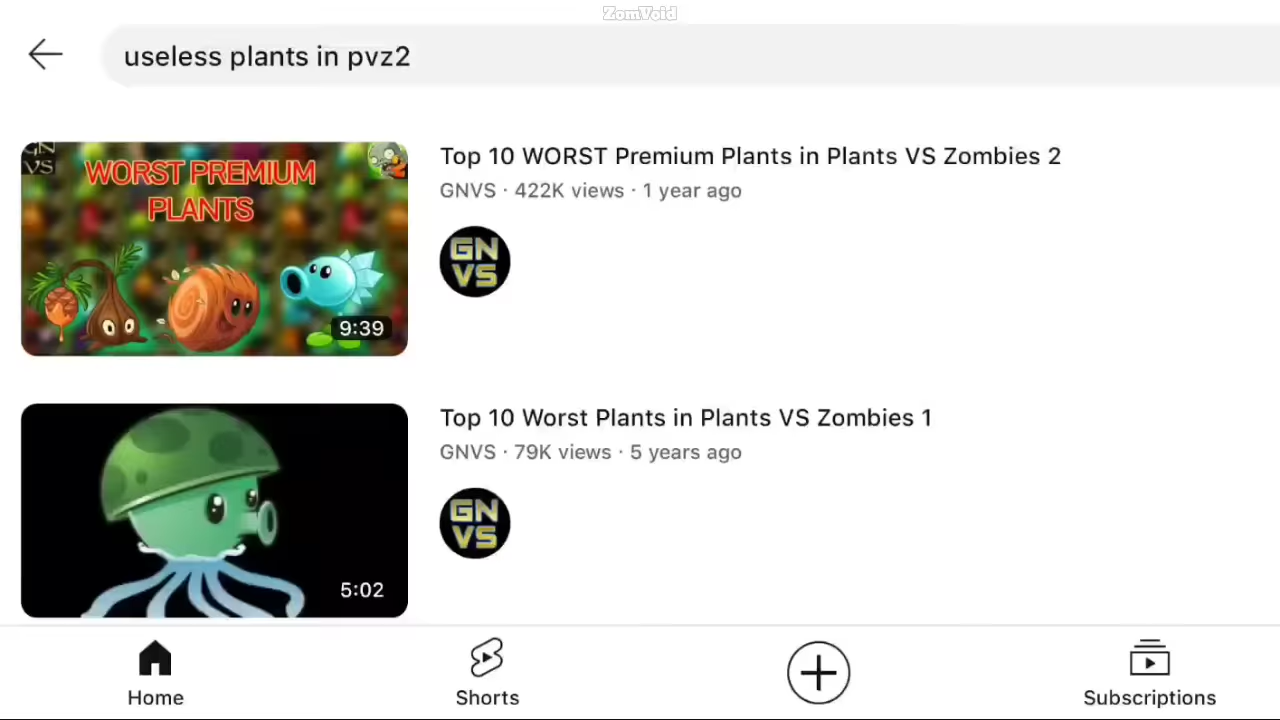 ZomVoid
useless plants in pvz2
GN
VS
WORST PREMIUM
PLANTS
9:39
Top 10 WORST Premium Plants in Plants VS Zombies 2
GNVS · 422K views · 1 year ago
GN
VS
5:02
Top 10 Worst Plants in Plants VS Zombies 1
GNVS · 79K views · 5 years ago
GN
VS
Home
Shorts
Subscriptions